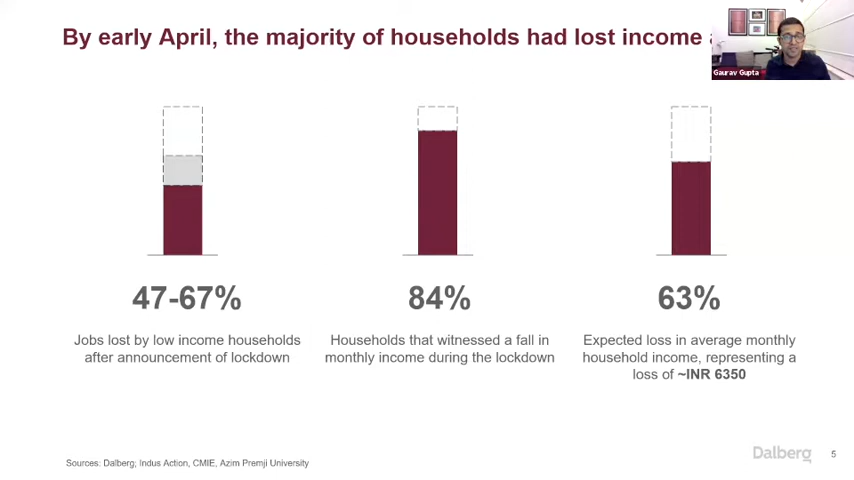 By early April, the majority of households had lost income
Gaurav Gupta
47-67%
84%
63%
Jobs lost by low income households
after announcement of lockdown
Households that witnessed a fall in
monthly income during the lockdown
Expected loss in average monthly
household income, representing a
loss of ~INR 6350
Sources: Dalberg; Indus Action, CMIE, Azim Premji University
Dalberg
5